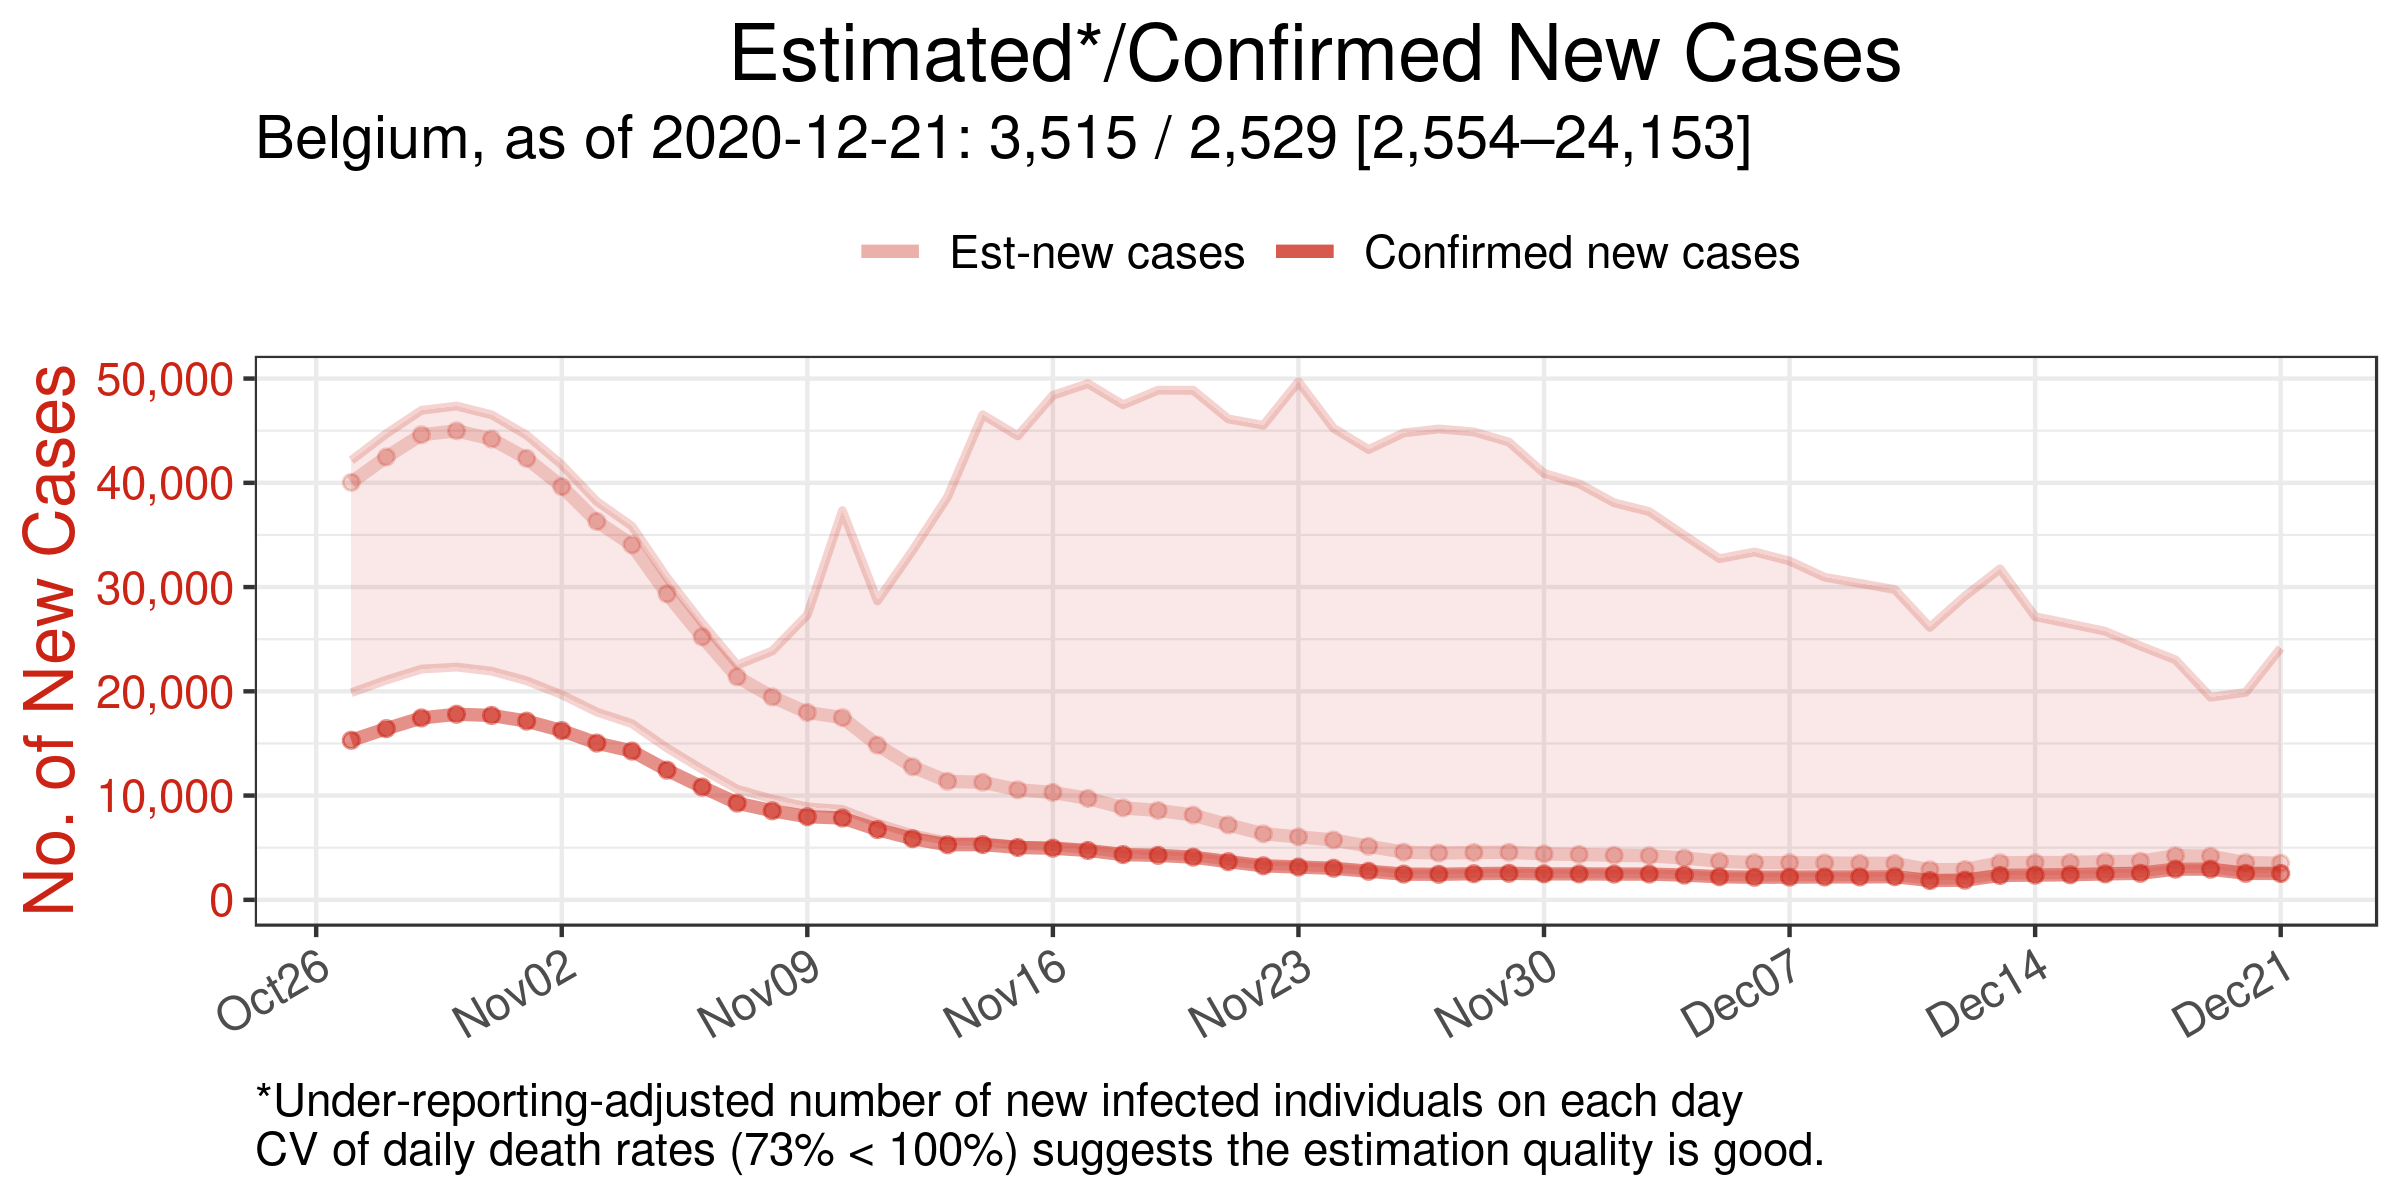 Estimated*/Confirmed New Cases
Belgium, as of 2020-12-21: 3,515 / 2,529 [2,554–24,153]
Est-new cases Confirmed new cases
No. of New Cases
50,000
40,000
30,000
20,000
10,000
0
Oct26 Nov02 Nov09 Nov16 Nov23 Nov30 Dec07 Dec14 Dec21
*Under-reporting-adjusted number of new infected individuals on each day
CV of daily death rates (73% < 100%) suggests the estimation quality is good.